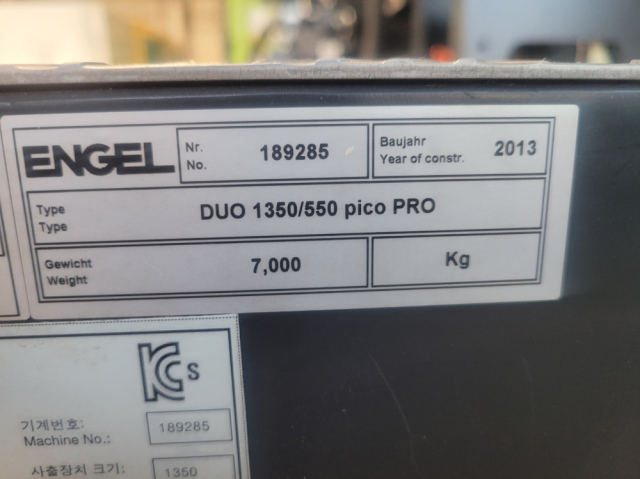 ENGEL
Nr.
No.
189285
Baujahr
Year of constr.
2013
Type
Type
DUO 1350/550 pico PRO
Gewicht
Weight
7,000
Kg
KCs
기계번호:
Machine No.:
189285
사출장치 크기:
1350